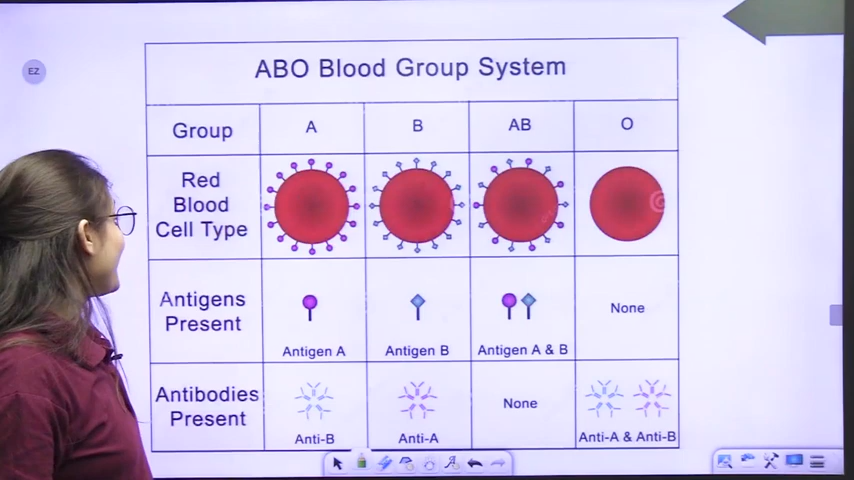 EZ
ABO Blood Group System
Group
A
B
AB
O
Red
Blood
Cell Type
Antigens
Present
Antigen A
Antigen B
Antigen A & B
None
Antibodies
Present
Anti-B
Anti-A
None
Anti-A & Anti-B